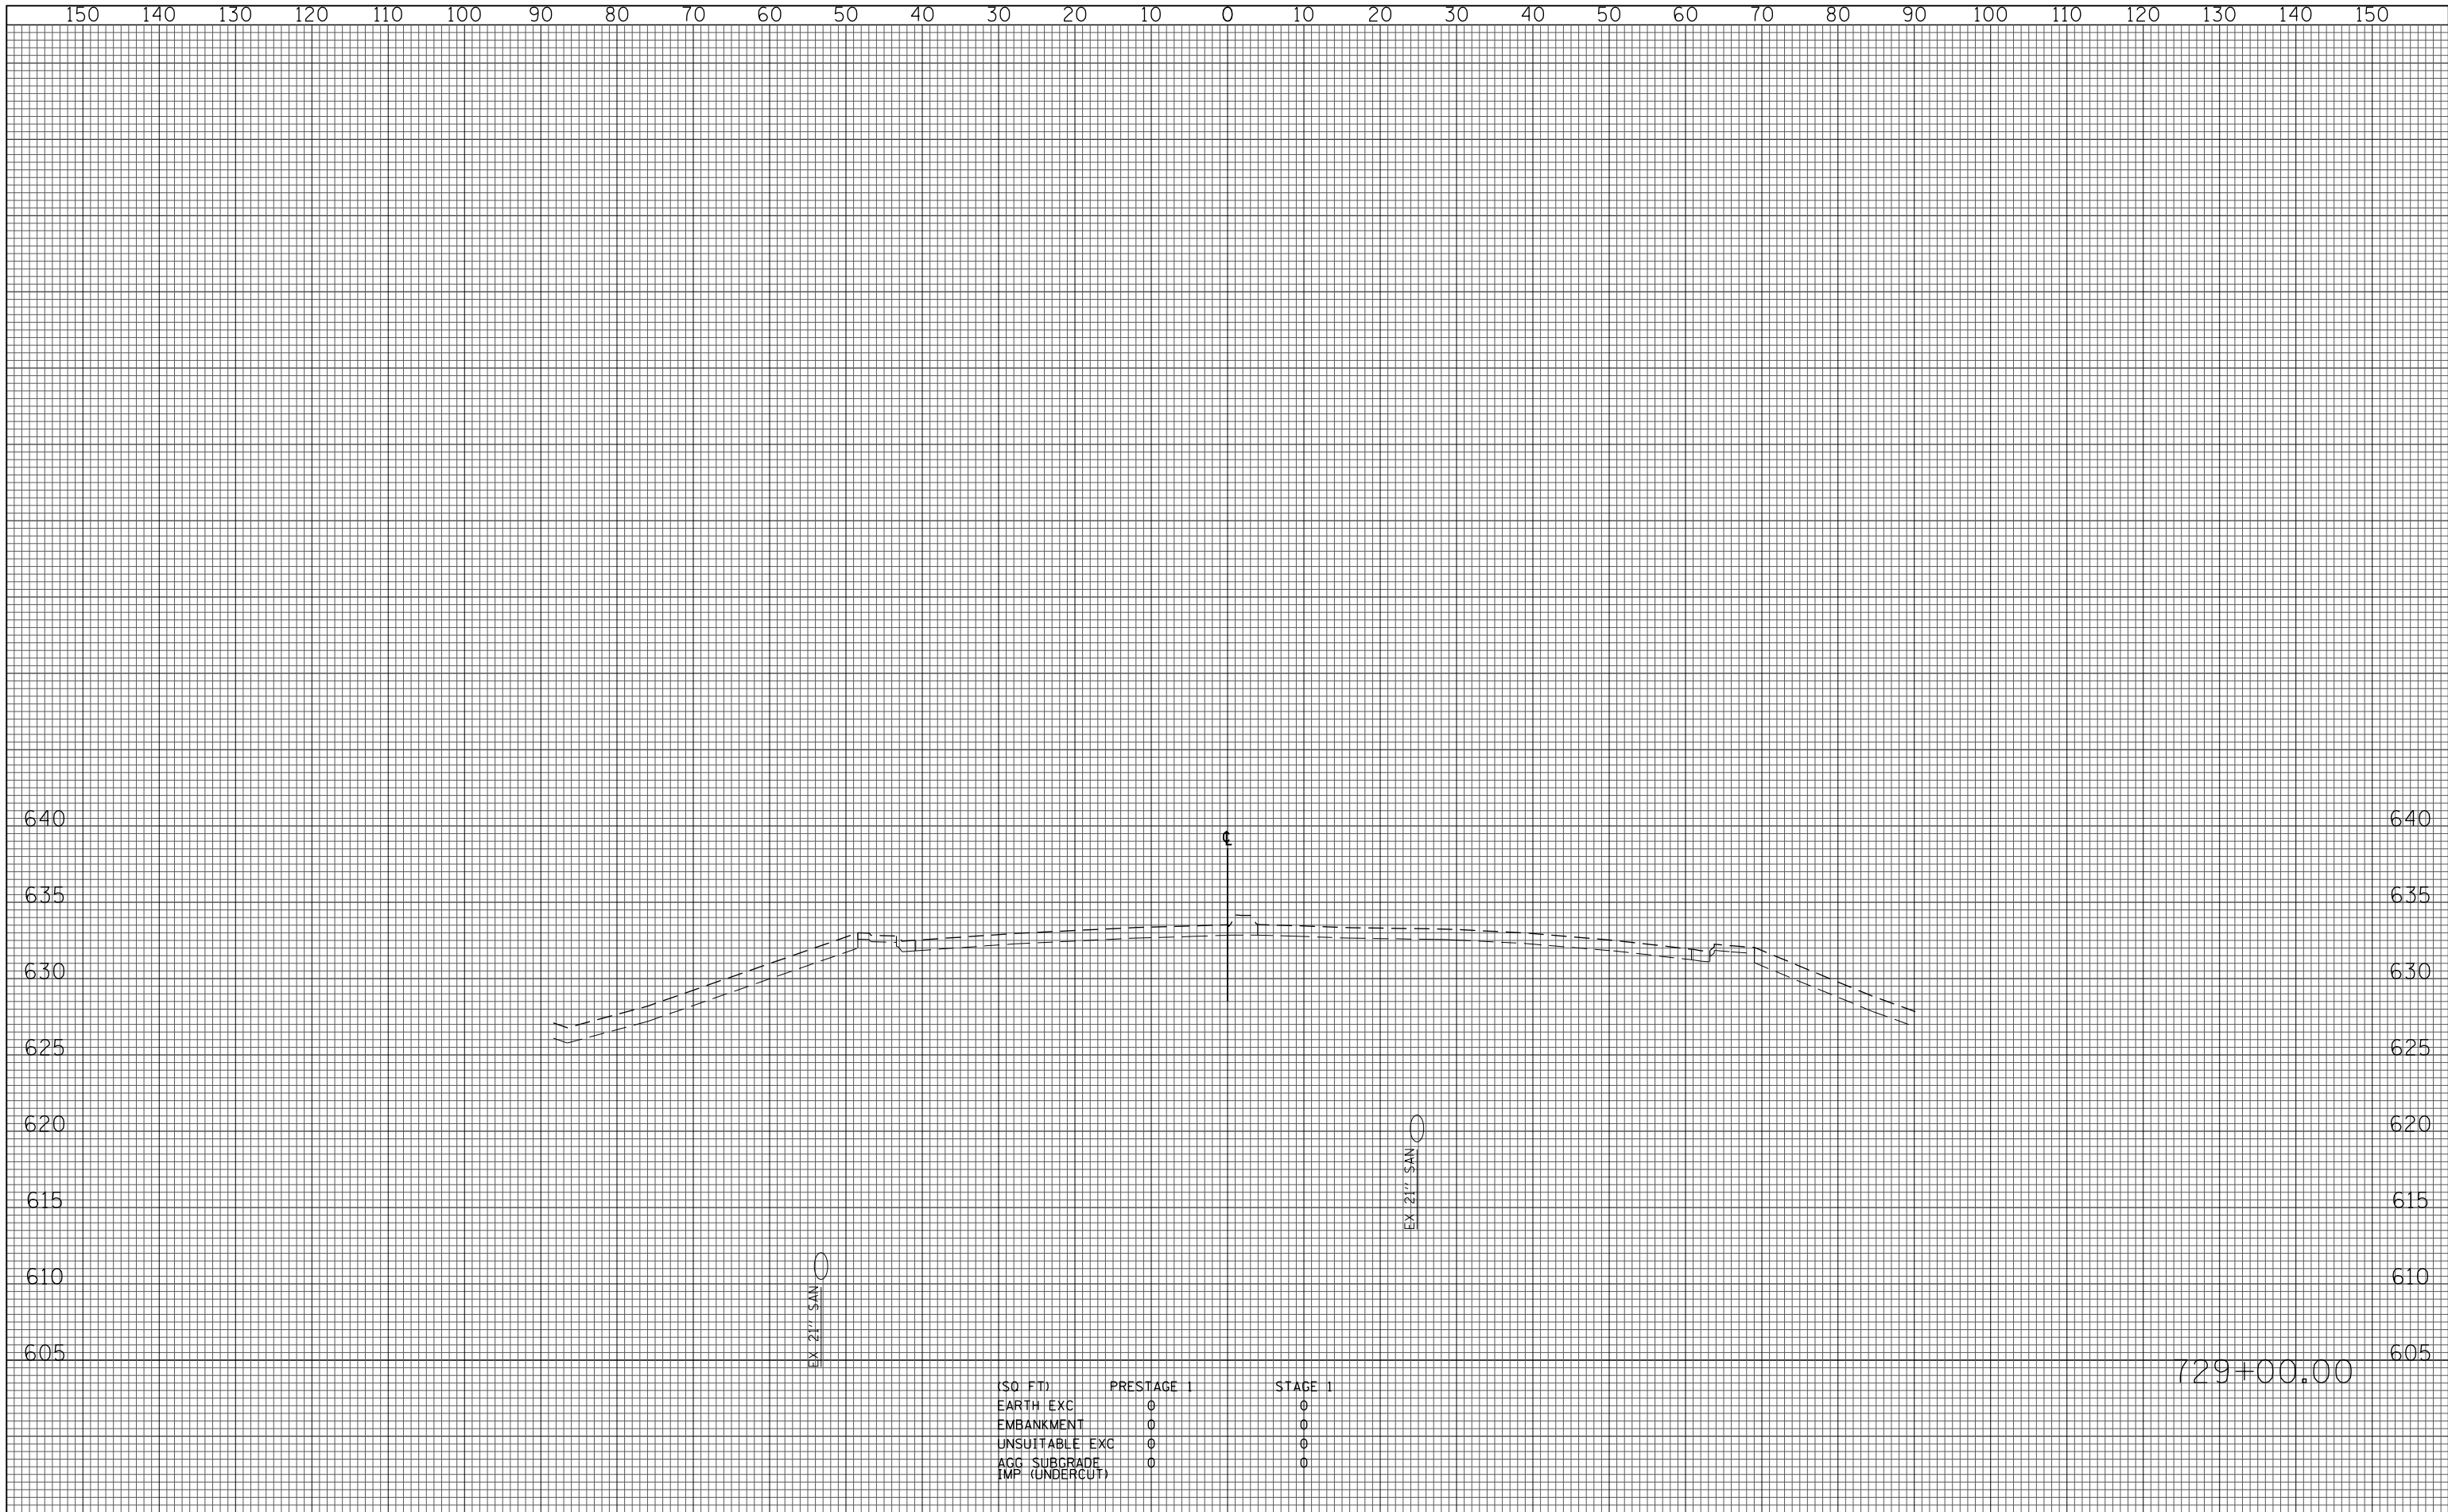 150 140 130 120 110 100 90 80 70 60 50 40 30 20 10 0 10 20 30 40 50 60 70 80 90 100 110 120 130 140 150
640 640
℄
635 635
630 630
625 625
620 620
EX 21'' SAN
615 615
610 610
EX 21'' SAN
605 605
729+00.00
(SQ FT) PRESTAGE 1 STAGE 1
EARTH EXC 0 0
EMBANKMENT 0 0
UNSUITABLE EXC 0 0
AGG SUBGRADE 0 0
IMP (UNDERCUT)